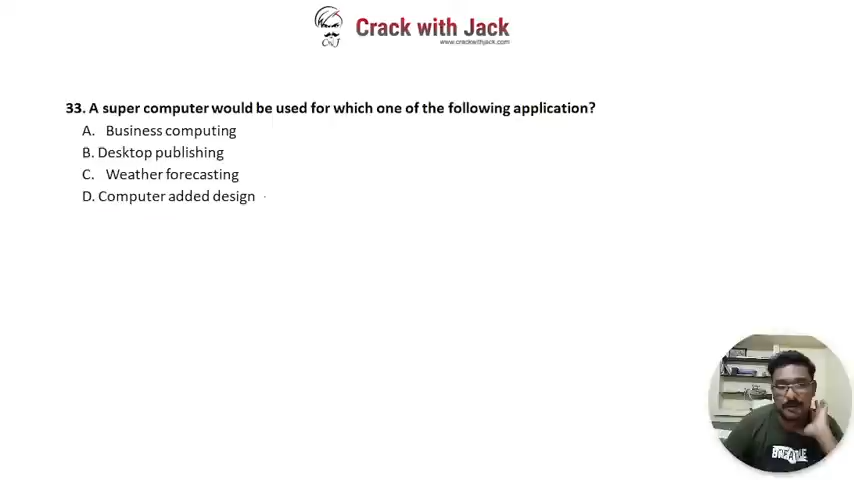 Crack with Jack
www.crackwithjack.com
33. A super computer would be used for which one of the following application?
A. Business computing
B. Desktop publishing
C. Weather forecasting
D. Computer added design